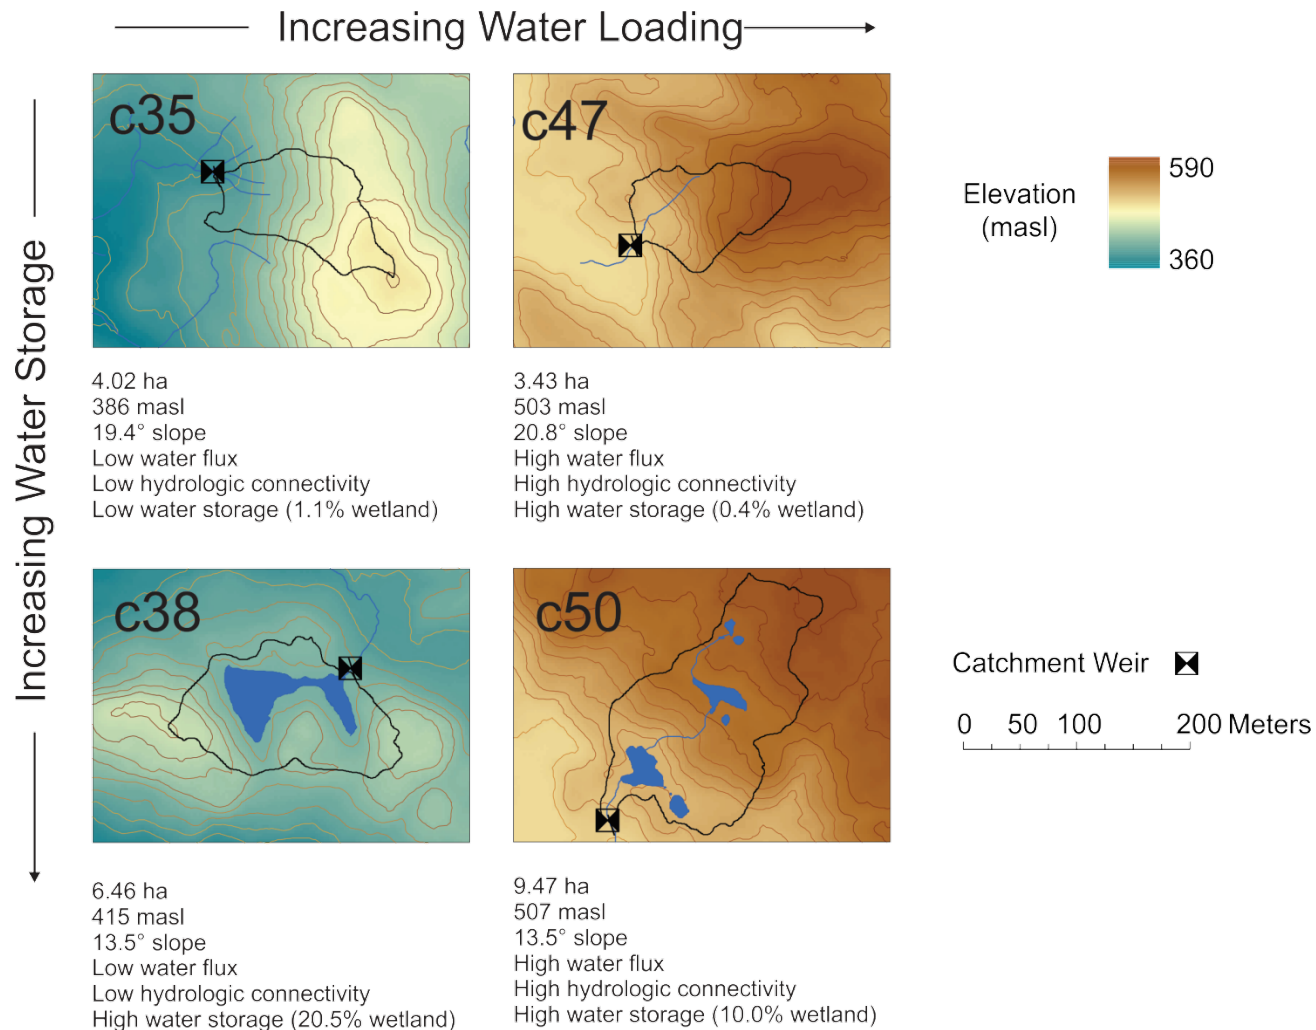 Increasing Water Loading
Increasing Water Storage
c35
c47
4.02 ha
386 masl
19.4° slope
Low water flux
Low hydrologic connectivity
Low water storage (1.1% wetland)
3.43 ha
503 masl
20.8° slope
High water flux
High hydrologic connectivity
High water storage (0.4% wetland)
c38
c50
6.46 ha
415 masl
13.5° slope
Low water flux
Low hydrologic connectivity
High water storage (20.5% wetland)
9.47 ha
507 masl
13.5° slope
High water flux
High hydrologic connectivity
High water storage (10.0% wetland)
Elevation
(masl)
590
360
Catchment Weir
0 50 100 200 Meters